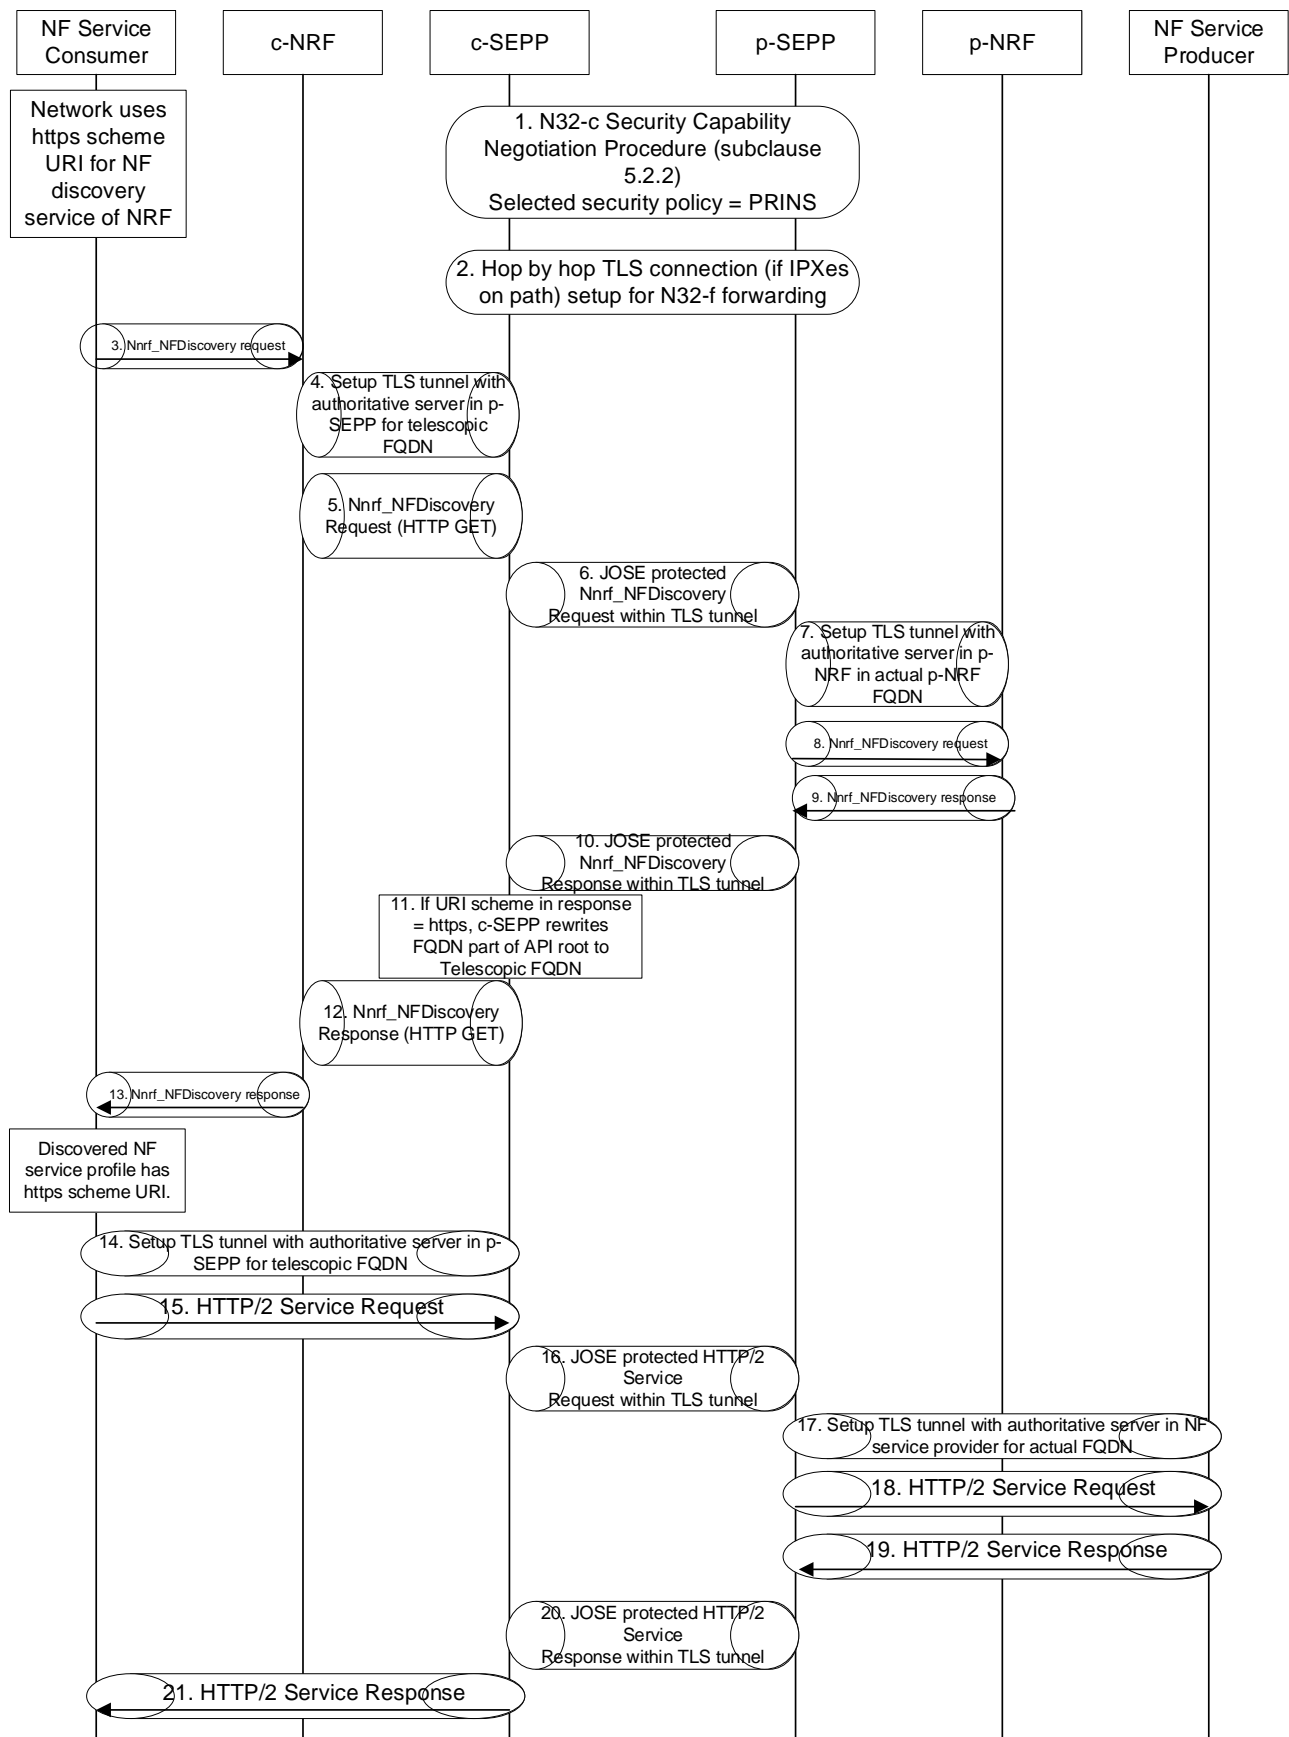 NF Service
Consumer
c-NRF
c-SEPP
p-SEPP
p-NRF
NF Service
Producer
Network uses
https scheme
URI for NF
discovery
service of NRF
1. N32-c Security Capability
Negotiation Procedure (subclause
5.2.2)
Selected security policy = PRINS
2. Hop by hop TLS connection (if IPXes
on path) setup for N32-f forwarding
3. Nnrf_NFDiscovery request
4. Setup TLS tunnel with
authoritative server in p-
SEPP for telescopic
FQDN
5. Nnrf_NFDiscovery
Request (HTTP GET)
6. JOSE protected
Nnrf_NFDiscovery
Request within TLS tunnel
7. Setup TLS tunnel with
authoritative server in p-
NRF in actual p-NRF
FQDN
8. Nnrf_NFDiscovery request
9. Nnrf_NFDiscovery response
10. JOSE protected
Nnrf_NFDiscovery
Response within TLS tunnel
11. If URI scheme in response
= https, c-SEPP rewrites
FQDN part of API root to
Telescopic FQDN
12. Nnrf_NFDiscovery
Response (HTTP GET)
13. Nnrf_NFDiscovery response
Discovered NF
service profile has
https scheme URI.
14. Setup TLS tunnel with authoritative server in p-
SEPP for telescopic FQDN
15. HTTP/2 Service Request
16. JOSE protected HTTP/2
Service
Request within TLS tunnel
17. Setup TLS tunnel with authoritative server in NF
service provider for actual FQDN
18. HTTP/2 Service Request
19. HTTP/2 Service Response
20. JOSE protected HTTP/2
Service
Response within TLS tunnel
21. HTTP/2 Service Response